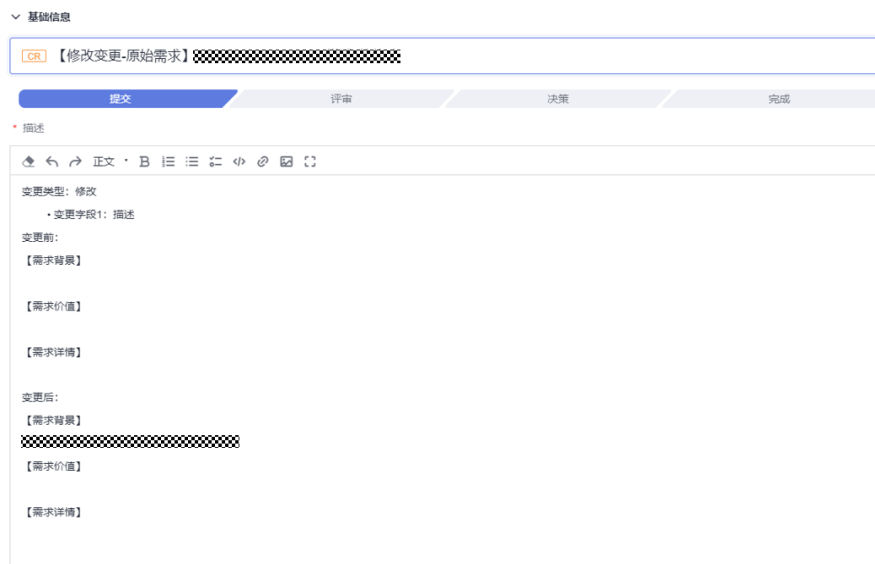 基础信息
CR 【修改变更-原始需求】
提交 评审 决策 完成
* 描述
正文 B
变更类型：修改
• 变更字段1：描述
变更前：
【需求背景】
【需求价值】
【需求详情】
变更后：
【需求背景】
【需求价值】
【需求详情】